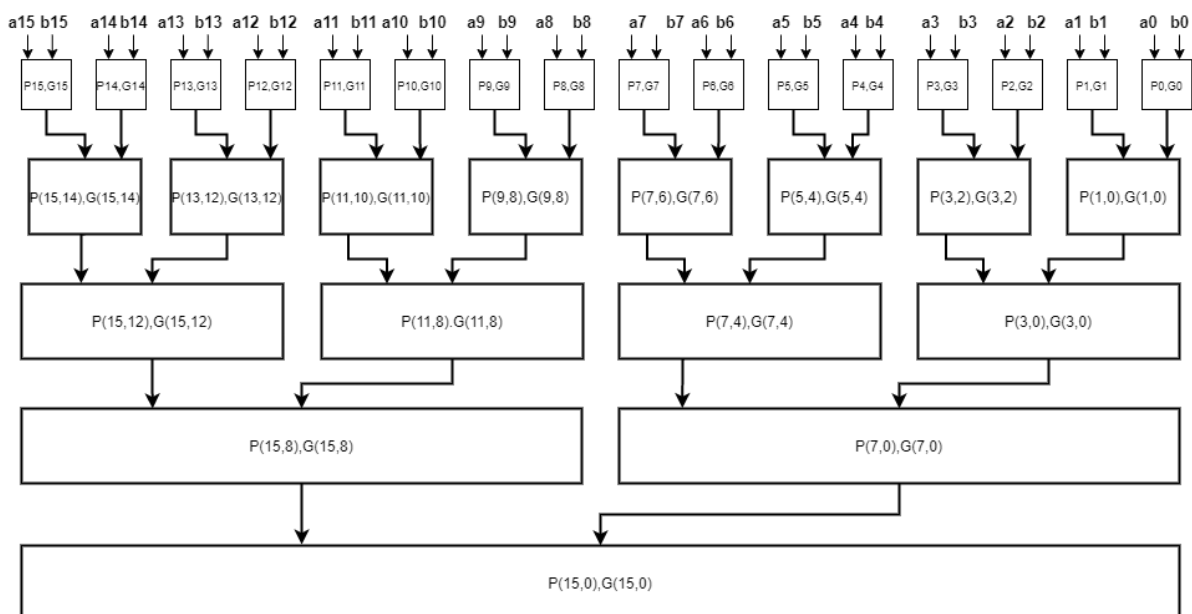 a15 b15 a14 b14 a13 b13 a12 b12 a11 b11 a10 b10 a9 b9 a8 b8 a7 b7 a6 b6 a5 b5 a4 b4 a3 b3 a2 b2 a1 b1 a0 b0
P15,G15 P14,G14 P13,G13 P12,G12 P11,G11 P10,G10 P9,G9 P8,G8 P7,G7 P6,G6 P5,G5 P4,G4 P3,G3 P2,G2 P1,G1 P0,G0
P(15,14),G(15,14) P(13,12),G(13,12) P(11,10),G(11,10) P(9,8),G(9,8) P(7,6),G(7,6) P(5,4),G(5,4) P(3,2),G(3,2) P(1,0),G(1,0)
P(15,12),G(15,12) P(11,8).G(11,8) P(7,4),G(7,4) P(3,0),G(3,0)
P(15,8),G(15,8) P(7,0),G(7,0)
P(15,0),G(15,0)